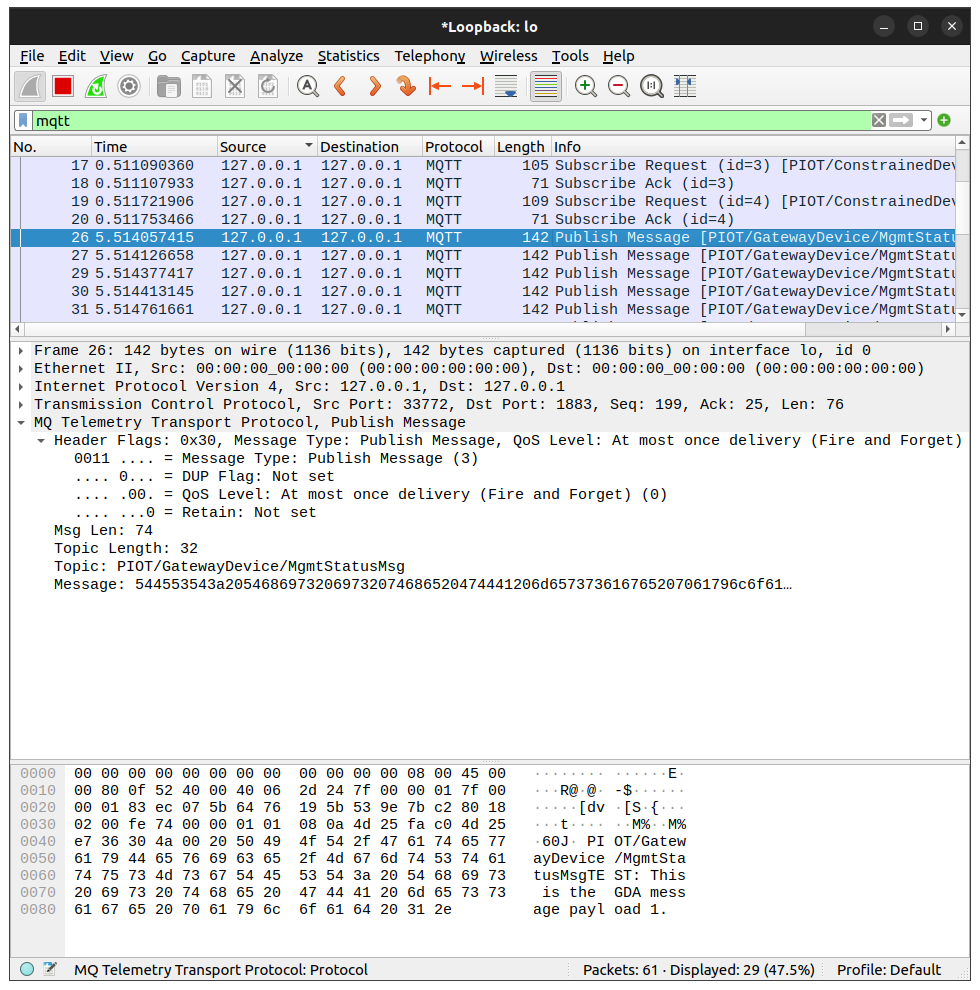 *Loopback: lo
File Edit View Go Capture Analyze Statistics Telephony Wireless Tools Help
mqtt
No. Time Source Destination Protocol Length Info
17 0.511090360 127.0.0.1 127.0.0.1 MQTT 105 Subscribe Request (id=3) [PIOT/ConstrainedDev
18 0.511107933 127.0.0.1 127.0.0.1 MQTT 71 Subscribe Ack (id=3)
19 0.511721906 127.0.0.1 127.0.0.1 MQTT 109 Subscribe Request (id=4) [PIOT/ConstrainedDev
20 0.511753466 127.0.0.1 127.0.0.1 MQTT 71 Subscribe Ack (id=4)
26 5.514057415 127.0.0.1 127.0.0.1 MQTT 142 Publish Message [PIOT/GatewayDevice/MgmtStatu
27 5.514126658 127.0.0.1 127.0.0.1 MQTT 142 Publish Message [PIOT/GatewayDevice/MgmtStatu
29 5.514377417 127.0.0.1 127.0.0.1 MQTT 142 Publish Message [PIOT/GatewayDevice/MgmtStatu
30 5.514413145 127.0.0.1 127.0.0.1 MQTT 142 Publish Message [PIOT/GatewayDevice/MgmtStatu
31 5.514761661 127.0.0.1 127.0.0.1 MQTT 142 Publish Message [PIOT/GatewayDevice/MgmtStatu
Frame 26: 142 bytes on wire (1136 bits), 142 bytes captured (1136 bits) on interface lo, id 0
Ethernet II, Src: 00:00:00_00:00:00 (00:00:00:00:00:00), Dst: 00:00:00_00:00:00 (00:00:00:00:00:00)
Internet Protocol Version 4, Src: 127.0.0.1, Dst: 127.0.0.1
Transmission Control Protocol, Src Port: 33772, Dst Port: 1883, Seq: 199, Ack: 25, Len: 76
MQ Telemetry Transport Protocol, Publish Message
Header Flags: 0x30, Message Type: Publish Message, QoS Level: At most once delivery (Fire and Forget)
0011 .... = Message Type: Publish Message (3)
.... 0... = DUP Flag: Not set
.... .00. = QoS Level: At most once delivery (Fire and Forget) (0)
.... ...0 = Retain: Not set
Msg Len: 74
Topic Length: 32
Topic: PIOT/GatewayDevice/MgmtStatusMsg
Message: 544553543a205468697320697320746865204744412 06d657373616765207061796c6f61…
0000 00 00 00 00 00 00 00 00 00 00 00 00 08 00 45 00 ········ ······E·
0010 00 80 0f 52 40 00 40 06 2d 24 7f 00 00 01 7f 00 ···R@·@· -$······
0020 00 01 83 ec 07 5b 64 76 19 5b 53 9e 7b c2 80 18 ·····[dv ·[S·{···
0030 02 00 fe 74 00 00 01 01 08 0a 4d 25 fa c0 4d 25 ···t···· ··M%··M%
0040 e7 36 30 4a 00 20 50 49 4f 54 2f 47 61 74 65 77 ·60J· PI OT/Gatew
0050 61 79 44 65 76 69 63 65 2f 4d 67 6d 74 53 74 61 ayDevice /MgmtSta
0060 74 75 73 4d 73 67 54 45 53 54 3a 20 54 68 69 73 tusMsgTE ST: This
0070 20 69 73 20 74 68 65 20 47 44 41 20 6d 65 73 73 is the GDA mess
0080 61 67 65 20 70 61 79 6c 6f 61 64 20 31 2e age payl oad 1.
MQ Telemetry Transport Protocol: Protocol Packets: 61 · Displayed: 29 (47.5%) Profile: Default